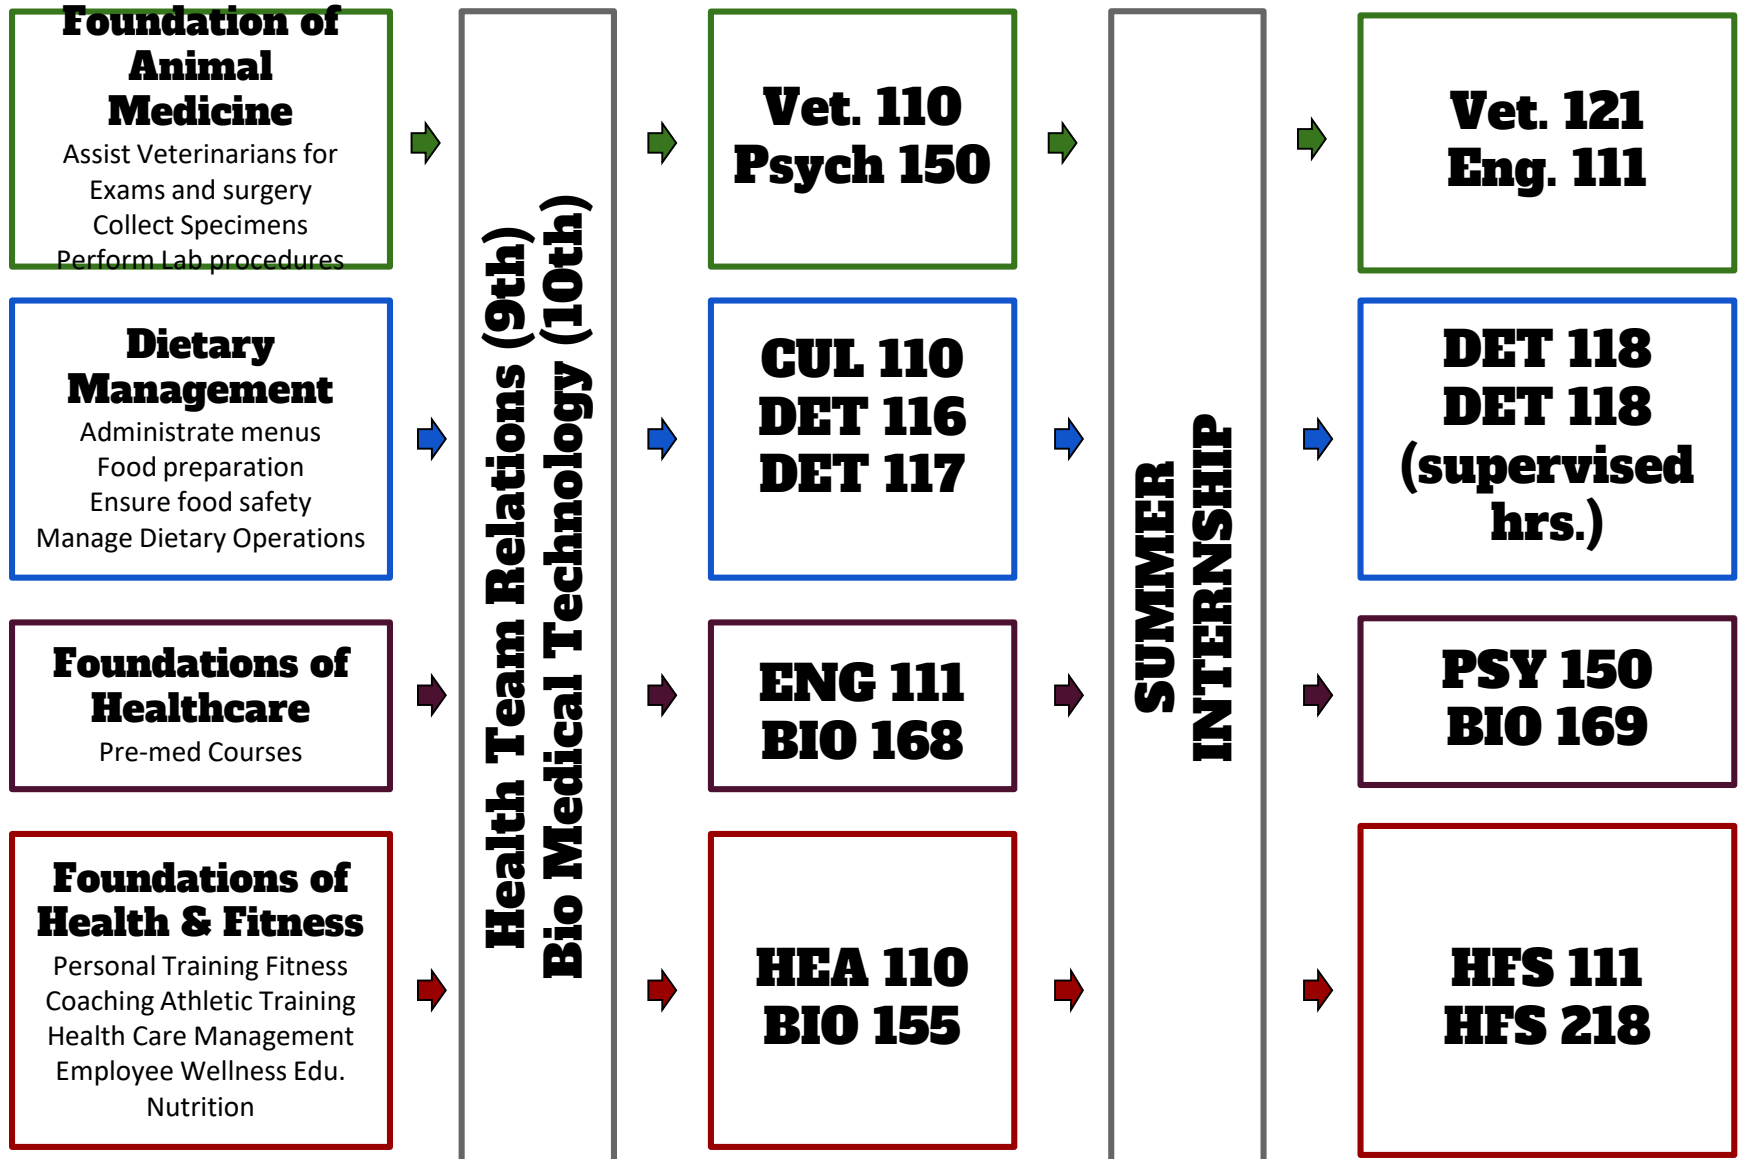 Foundation of
Animal
Medicine
Assist Veterinarians for
Exams and surgery
Collect Specimens
Perform Lab procedures
Dietary
Management
Administrate menus
Food preparation
Ensure food safety
Manage Dietary Operations
Foundations of
Healthcare
Pre-med Courses
Foundations of
Health & Fitness
Personal Training Fitness
Coaching Athletic Training
Health Care Management
Employee Wellness Edu.
Nutrition
Health Team Relations (9th)
Bio Medical Technology (10th)
Vet. 110
Psych 150
CUL 110
DET 116
DET 117
ENG 111
BIO 168
HEA 110
BIO 155
SUMMER
INTERNSHIP
Vet. 121
Eng. 111
DET 118
DET 118
(supervised
hrs.)
PSY 150
BIO 169
HFS 111
HFS 218